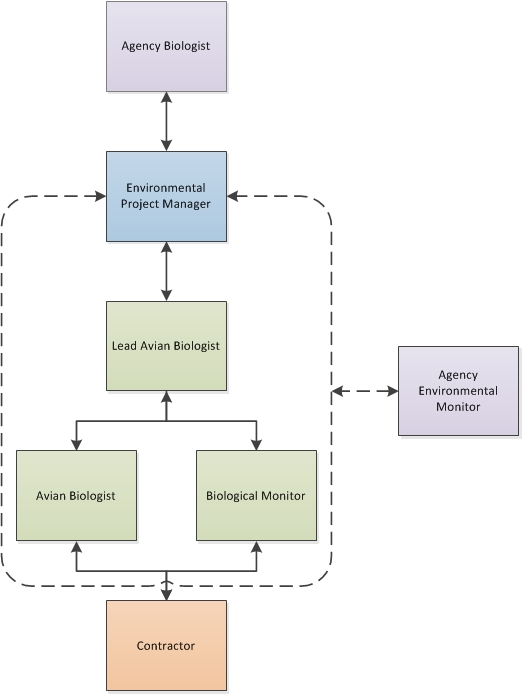 Agency Biologist
Environmental
Project Manager
Lead Avian Biologist
Agency
Environmental
Monitor
Avian Biologist
Biological Monitor
Contractor